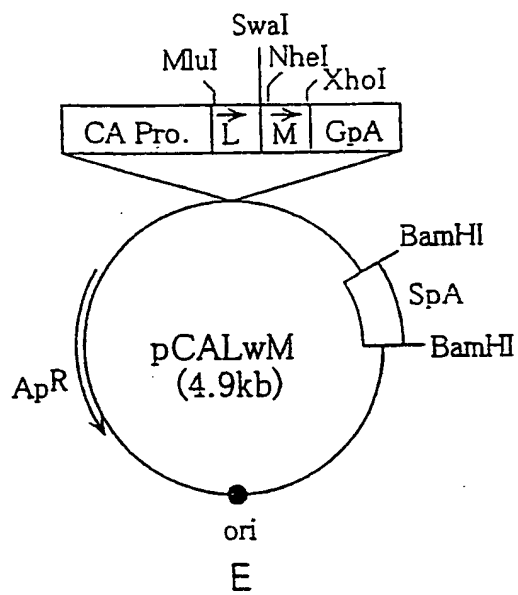 SwaI
MluI
NheI
XhoI
CA Pro.
L
M
GpA
BamHI
SpA
BamHI
pCALwM
(4.9kb)
ApR
ori
E